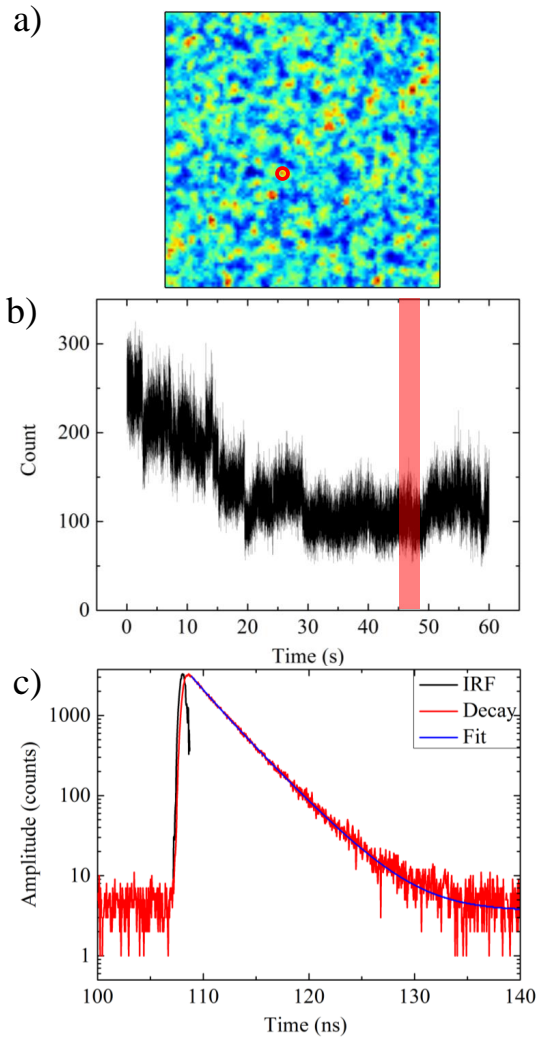 a)
b)
300
200
100
0
Count
0 10 20 30 40 50 60
Time (s)
c)
IRF
Decay
Fit
1000
100
10
1
Amplitude (counts)
100 110 120 130 140
Time (ns)